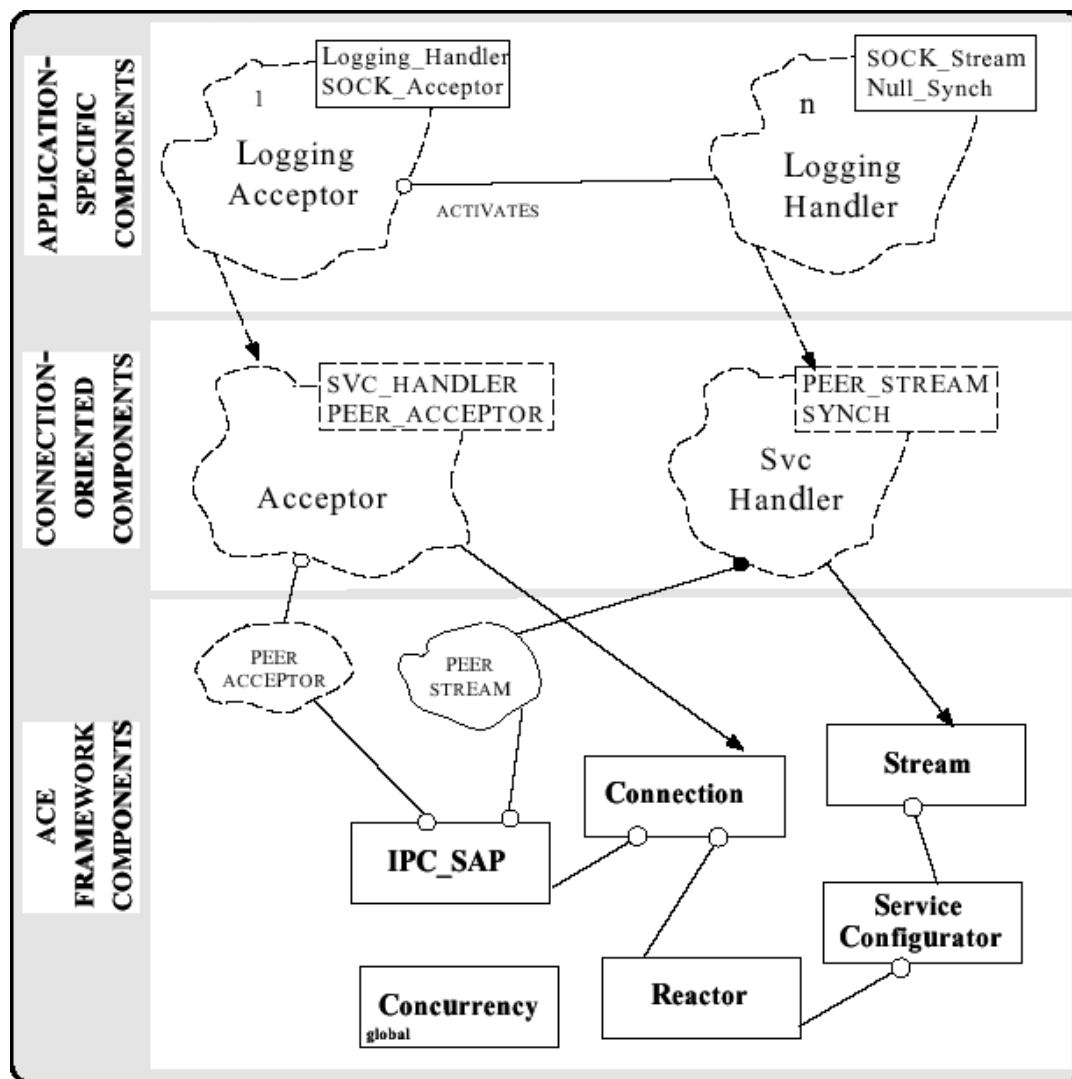 APPLICATION-
SPECIFIC
COMPONENTS
Logging_Handler
SOCK_Acceptor
1
Logging
Acceptor
ACTIVATES
SOCK_Stream
Null_Synch
n
Logging
Handler
CONNECTION-
ORIENTED
COMPONENTS
SVC_HANDLER
PEER_ACCEPTOR
Acceptor
PEER_STREAM
SYNCH
Svc
Handler
ACE
FRAMEWORK
COMPONENTS
PEER
ACCEPTOR
PEER
STREAM
Stream
Connection
IPC_SAP
Service
Configurator
Concurrency
global
Reactor